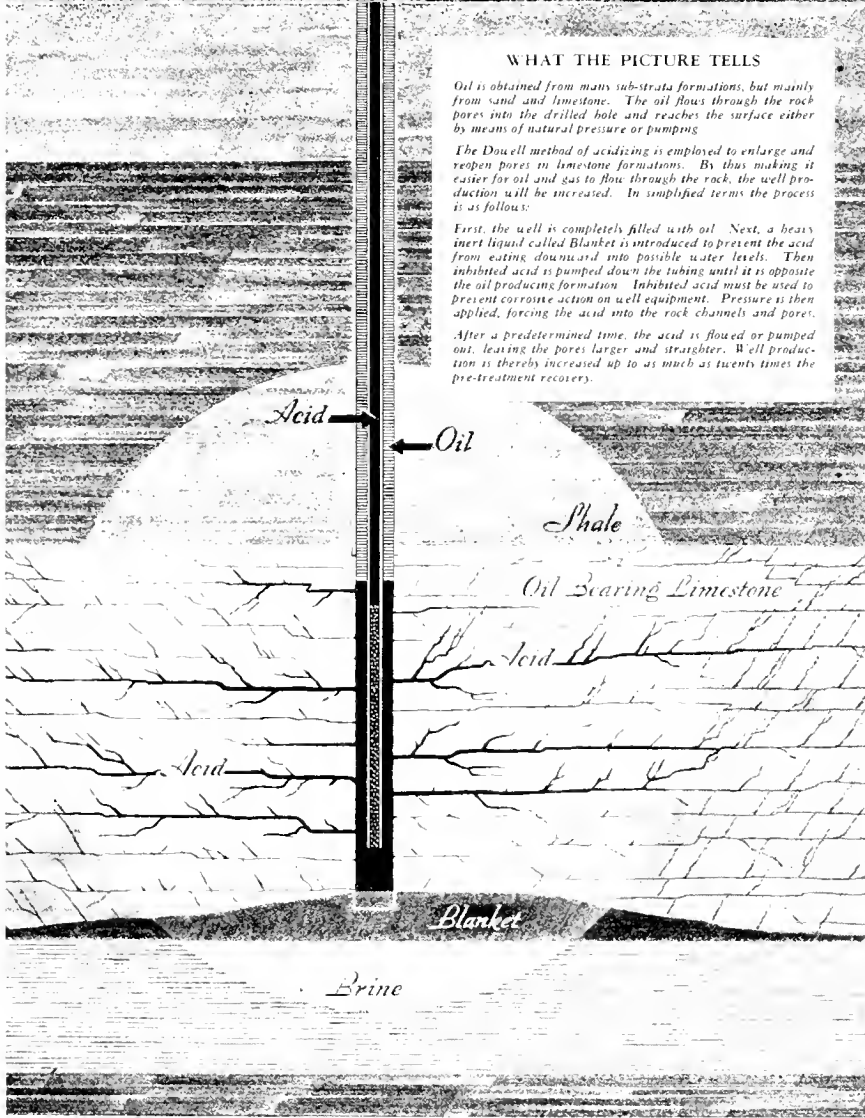 WHAT THE PICTURE TELLS
Oil is obtained from many sub-strata formations, but mainly
from sand and limestone. The oil flows through the rock
pores into the drilled hole and reaches the surface either
by means of natural pressure or pumping
The Dowell method of acidizing is employed to enlarge and
reopen pores in limestone formations. By thus making it
easier for oil and gas to flow through the rock, the well pro-
duction will be increased. In simplified terms the process
is as follows:
First, the well is completely filled with oil Next, a heavy
inert liquid called Blanket is introduced to prevent the acid
from eating downward into possible water levels. Then
inhibited acid is pumped down the tubing until it is opposite
the oil producing formation Inhibited acid must be used to
prevent corrosive action on well equipment. Pressure is then
applied, forcing the acid into the rock channels and pores.
After a predetermined time, the acid is flowed or pumped
out, leaving the pores larger and straighter. Well produc-
tion is thereby increased up to as much as twenty times the
pre-treatment recovery.
Acid
Oil
Shale
Oil Bearing Limestone
Acid
Acid
Blanket
Brine